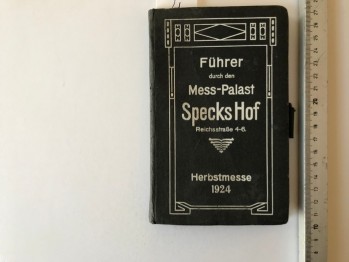 Führer
durch den
Mess-Palast
Specks Hof
Reichsstraße 4-6.
Herbstmesse
1924